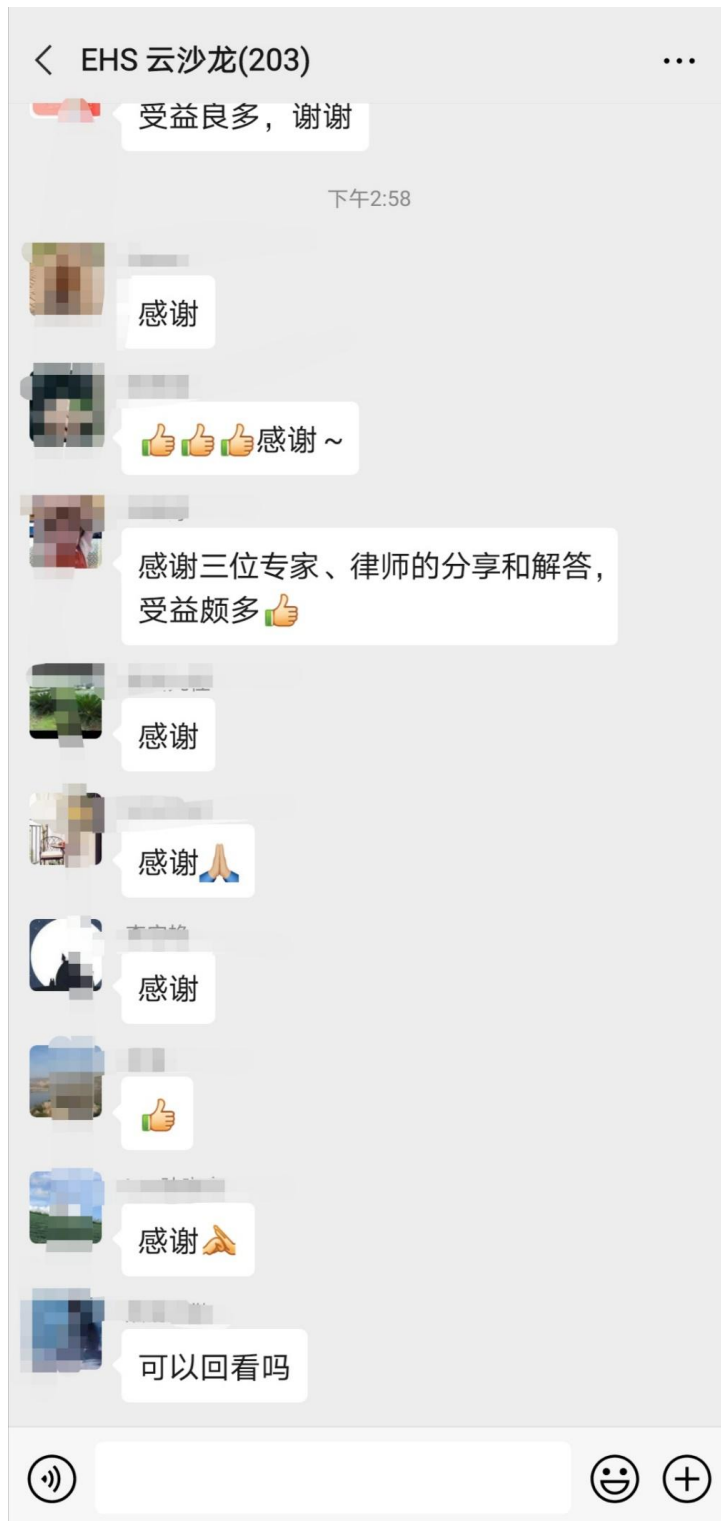 EHS 云沙龙(203)
受益良多，谢谢
下午2:58
感谢
👍👍👍感谢～
感谢三位专家、律师的分享和解答，
受益颇多👍
感谢
感谢🙏
感谢
👍
感谢
可以回看吗